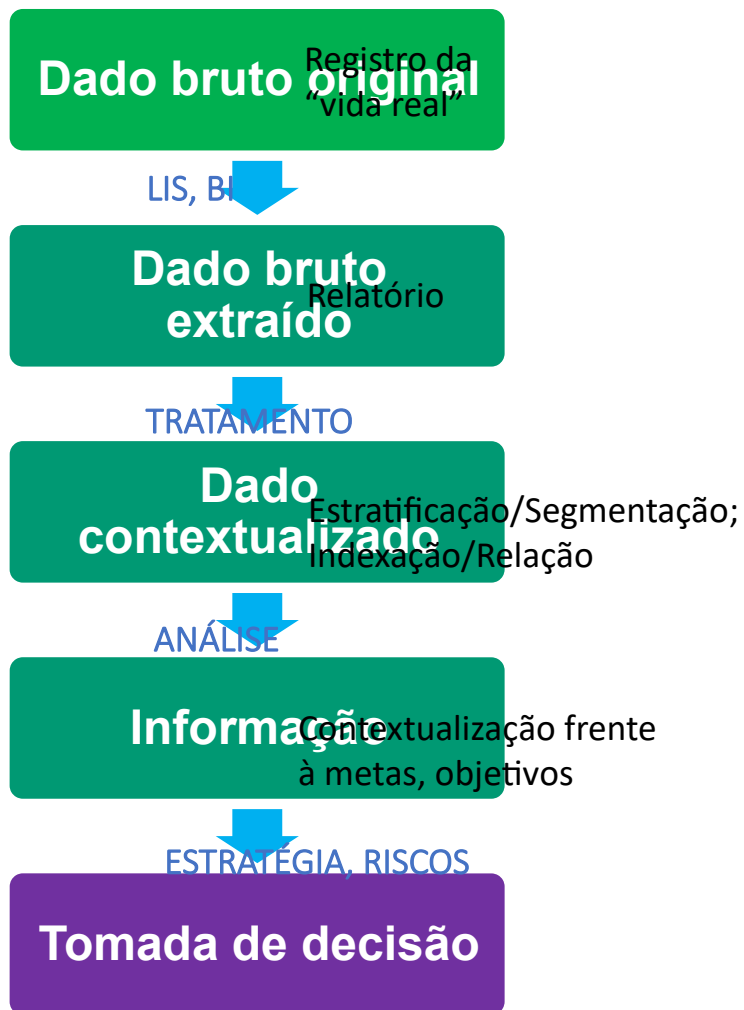 Dado bruto original
Registro da
“vida real”
LIS, BI
Dado bruto
extraído
Relatório
TRATAMENTO
Dado
contextualizado
Estratificação/Segmentação;
Indexação/Relação
ANÁLISE
Informação
Contextualização frente
à metas, objetivos
ESTRATÉGIA, RISCOS
Tomada de decisão